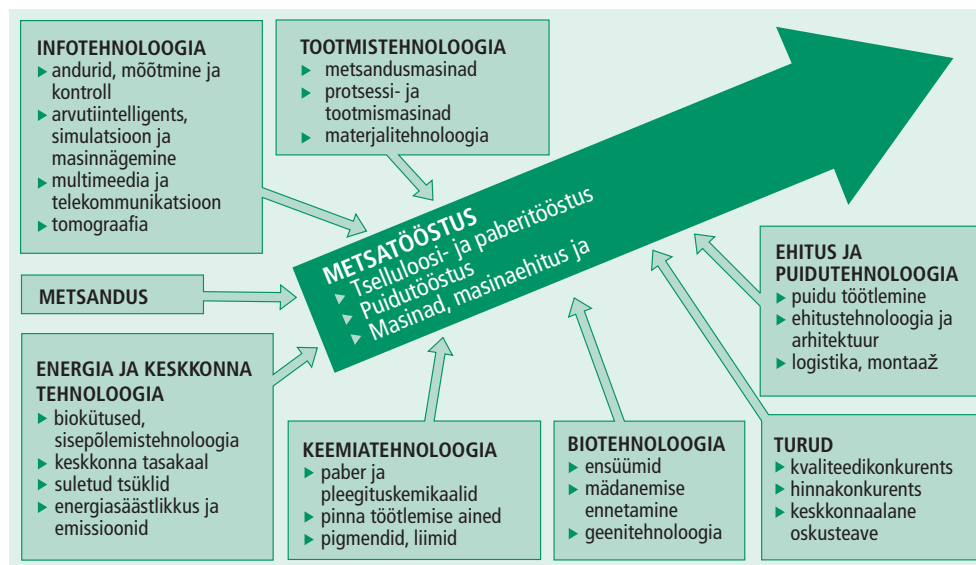 INFOTEHNOLOOGIA
▶ andurid, mõõtmine ja
kontroll
▶ arvutiintelligents,
simulatsioon ja
masinnägemine
▶ multimeedia ja
telekommunikatsioon
▶ tomograafia
TOOTMISTEHNOLOOGIA
▶ metsandusmasinad
▶ protsessi- ja
tootmismasinad
▶ materjalitehnoloogia
METSATÖÖSTUS
▶ Tselluloosi- ja paberitööstus
▶ Puidutööstus
▶ Masinad, masinaehitus ja
METSANDUS
ENERGIA JA KESKKONNA
TEHNOLOOGIA
▶ biokütused,
sisepõlemistehnoloogia
▶ keskkonna tasakaal
▶ suletud tsüklid
▶ energiasäästlikkus ja
emissioonid
KEEMIATEHNOLOOGIA
▶ paber ja
pleegituskemikaalid
▶ pinna töötlemise ained
▶ pigmendid, liimid
BIOTEHNOLOOGIA
▶ ensüümid
▶ mädanemise
ennetamine
▶ geenitehnoloogia
EHITUS JA
PUIDUTEHNOLOOGIA
▶ puidu töötlemine
▶ ehitustehnoloogia ja
arhitektuur
▶ logistika, montaaž
TURUD
▶ kvaliteedikonkurents
▶ hinnakonkurents
▶ keskkonnaalane
oskusteave